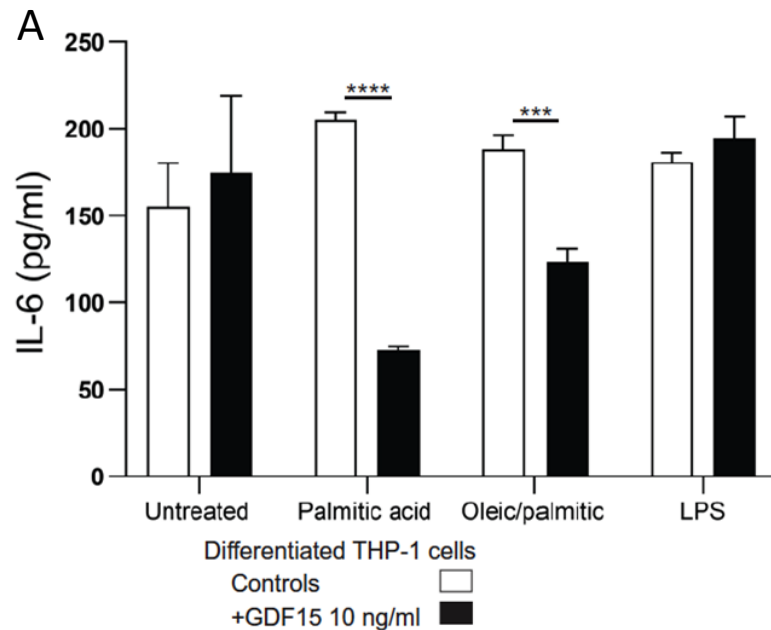 A
250
200
150
100
50
0
IL-6 (pg/ml)
****
***
Untreated Palmitic acid Oleic/palmitic LPS
Differentiated THP-1 cells
Controls
+GDF15 10 ng/ml